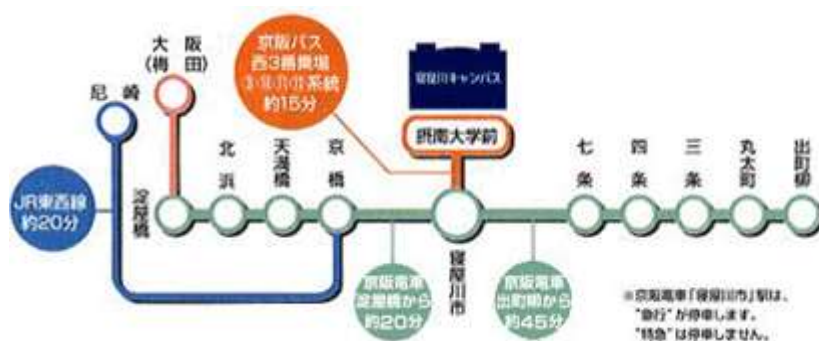 大阪
(梅田)
尼崎
京阪バス
西3番乗場
系統
約15分
寝屋川キャンパス
摂南大学前
JR東西線
約20分
淀屋橋
北浜
天満橋
京橋
寝屋川市
七条
四条
三条
丸太町
出町柳
京阪電車
淀屋橋から
約20分
京阪電車
出町柳から
約45分
※京阪電車「寝屋川市」駅は、
"急行"が停車します。
"特急"は停車しません。